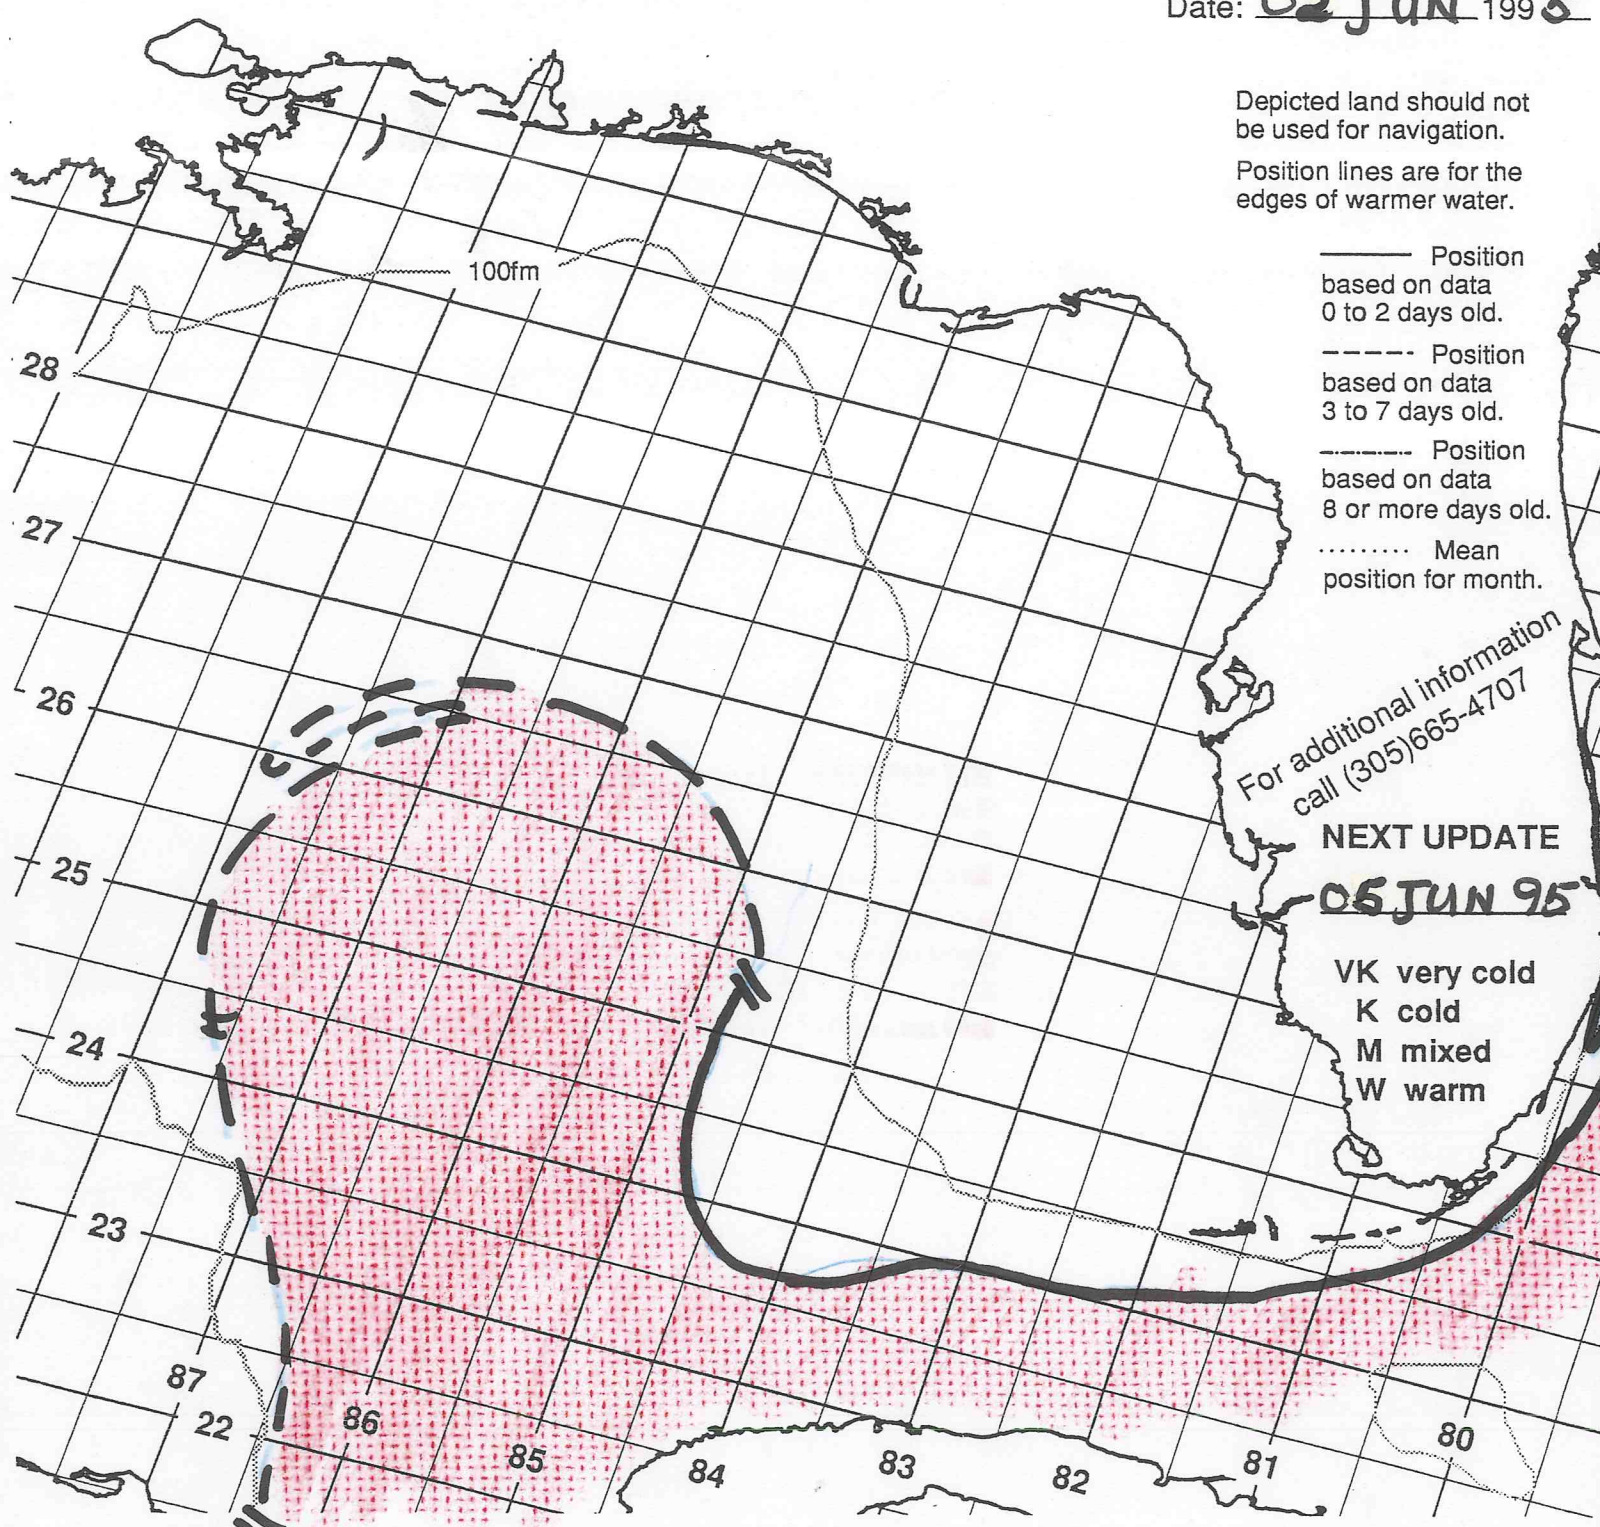 Date: 02 JUN 1995
Depicted land should not
be used for navigation.
Position lines are for the
edges of warmer water.
Position
based on data
0 to 2 days old.
Position
based on data
3 to 7 days old.
Position
based on data
8 or more days old.
Mean
position for month.
For additional information
call (305)665-4707
NEXT UPDATE
05 JUN 95
VK very cold
K cold
M mixed
W warm
100fm
28
27
26
25
24
23
22
87
86
85
84
83
82
81
80